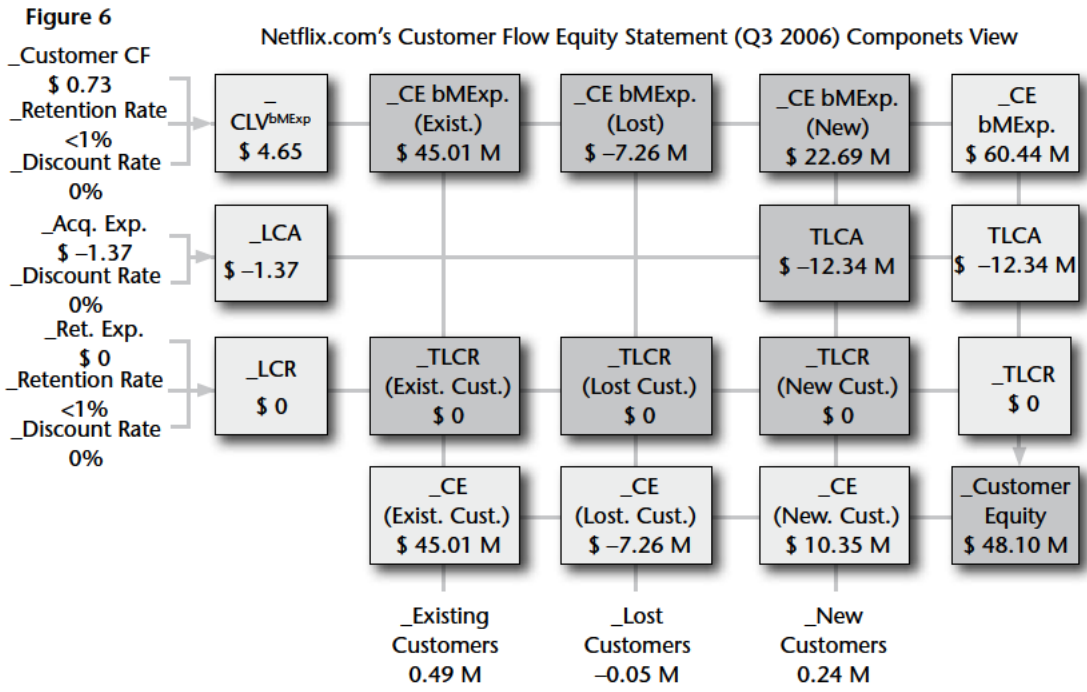 Figure 6
Netflix.com's Customer Flow Equity Statement (Q3 2006) Componets View
_Customer CF
$ 0.73
_Retention Rate
<1%
_Discount Rate
0%
_
CLVbMExp
$ 4.65
_CE bMExp.
(Exist.)
$ 45.01 M
_CE bMExp.
(Lost)
$ –7.26 M
_CE bMExp.
(New)
$ 22.69 M
_CE
bMExp.
$ 60.44 M
_Acq. Exp.
$ –1.37
_Discount Rate
0%
_LCA
$ –1.37
TLCA
$ –12.34 M
TLCA
$ –12.34 M
_Ret. Exp.
$ 0
_Retention Rate
<1%
_Discount Rate
0%
_LCR
$ 0
_TLCR
(Exist. Cust.)
$ 0
_TLCR
(Lost Cust.)
$ 0
_TLCR
(New Cust.)
$ 0
_TLCR
$ 0
_CE
(Exist. Cust.)
$ 45.01 M
_CE
(Lost. Cust.)
$ –7.26 M
_CE
(New. Cust.)
$ 10.35 M
_Customer
Equity
$ 48.10 M
_Existing
Customers
0.49 M
_Lost
Customers
–0.05 M
_New
Customers
0.24 M